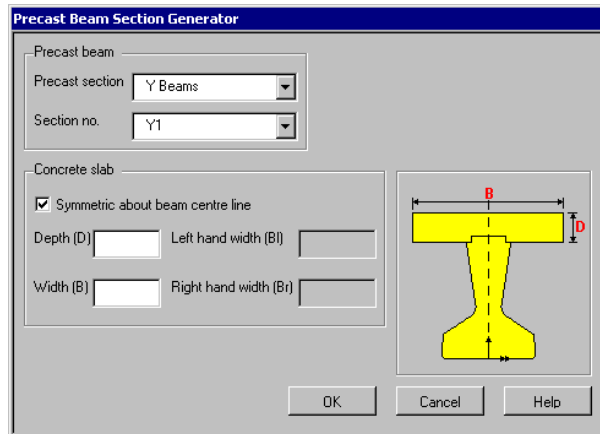 Precast Beam Section Generator
Precast beam
Precast section Y Beams
Section no. Y1
Concrete slab
Symmetric about beam centre line
Depth (D) Left hand width (Bl)
Width (B) Right hand width (Br)
B
D
OK Cancel Help